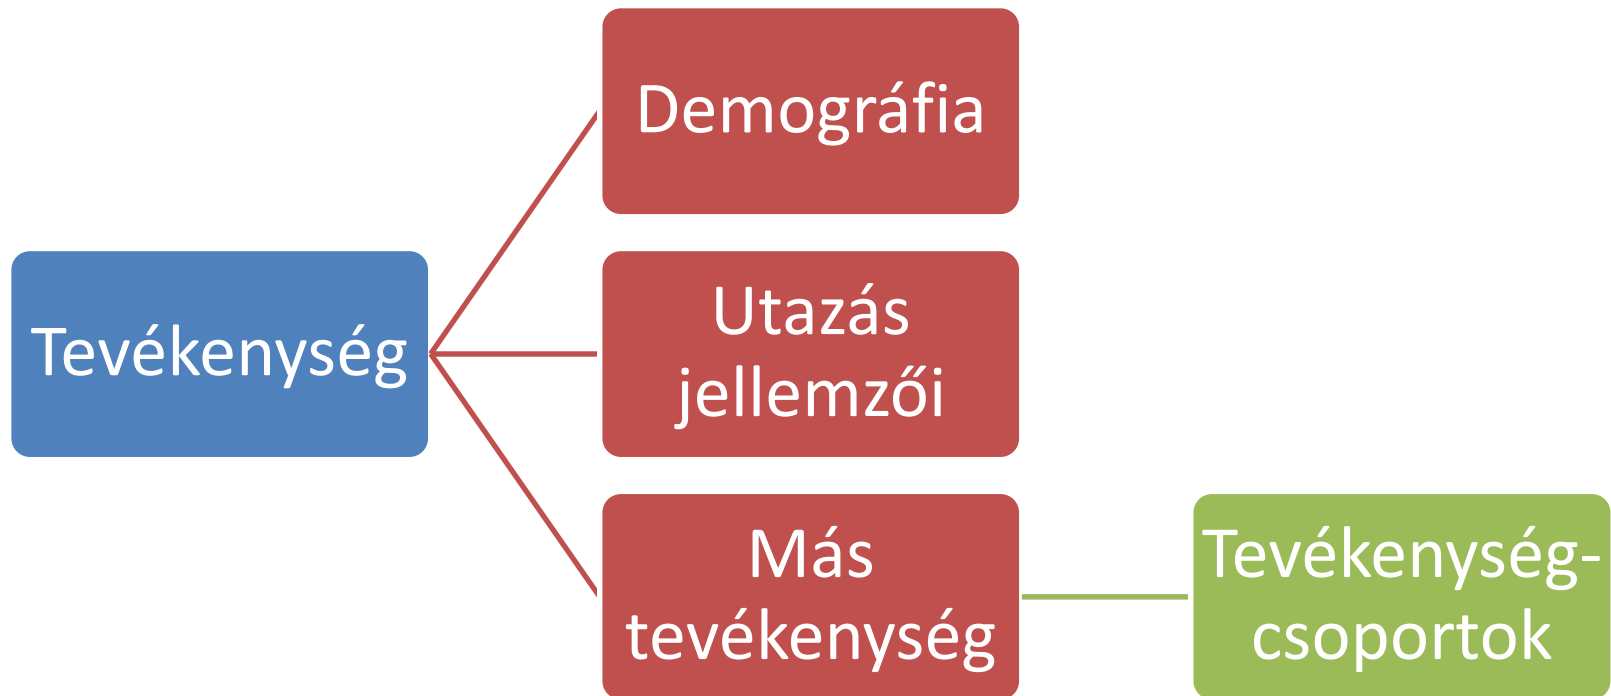 Demográfia
Tevékenység
Utazás
jellemzői
Más
tevékenység
Tevékenység-
csoportok